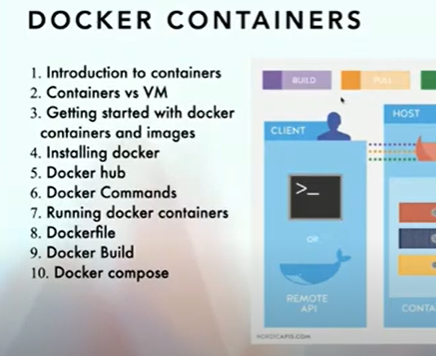 DOCKER CONTAINERS
1. Introduction to containers
2. Containers vs VM
3. Getting started with docker
containers and images
4. Installing docker
5. Docker hub
6. Docker Commands
7. Running docker containers
8. Dockerfile
9. Docker Build
10. Docker compose
BUILD
PULL
CLIENT
HOST
>_
OR
REMOTE
API
CONTA
NORDICAPIS.COM